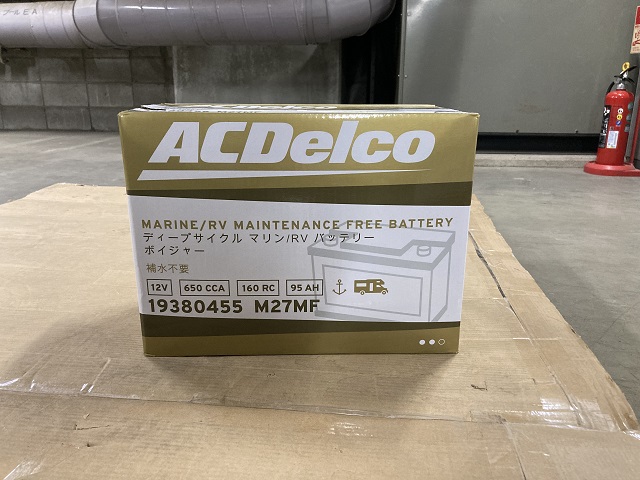 ACDelco
MARINE/RV MAINTENANCE FREE BATTERY
ディープサイクル マリン/RV バッテリー
ボイジャー
補水不要
12V 650 CCA 160 RC 95 AH
19380455 M27MF